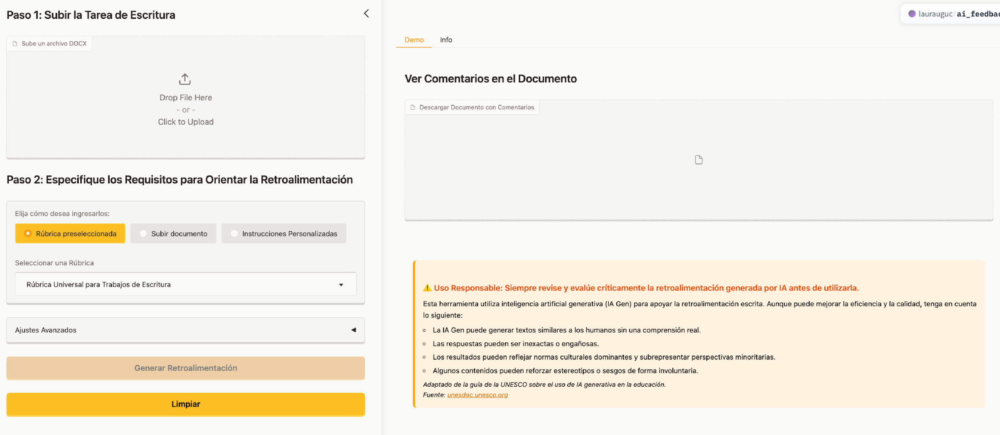 Paso 1: Subir la Tarea de Escritura
Sube un archivo DOCX
Drop File Here
- or -
Click to Upload
Paso 2: Especifique los Requisitos para Orientar la Retroalimentación
Elija cómo desea ingresarlos:
Rúbrica preseleccionada
Subir documento
Instrucciones Personalizadas
Seleccionar una Rúbrica
Rúbrica Universal para Trabajos de Escritura
Ajustes Avanzados
Generar Retroalimentación
Limpiar
laurauguc/ai_feedbac
Demo
Info
Ver Comentarios en el Documento
Descargar Documento con Comentarios
Uso Responsable: Siempre revise y evalúe críticamente la retroalimentación generada por IA antes de utilizarla.
Esta herramienta utiliza inteligencia artificial generativa (IA Gen) para apoyar la retroalimentación escrita. Aunque puede mejorar la eficiencia y la calidad, tenga en cuenta
lo siguiente:
La IA Gen puede generar textos similares a los humanos sin una comprensión real.
Las respuestas pueden ser inexactas o engañosas.
Los resultados pueden reflejar normas culturales dominantes y subrepresentar perspectivas minoritarias.
Algunos contenidos pueden reforzar estereotipos o sesgos de forma involuntaria.
Adaptado de la guía de la UNESCO sobre el uso de IA generativa en la educación.
Fuente: unesdoc.unesco.org